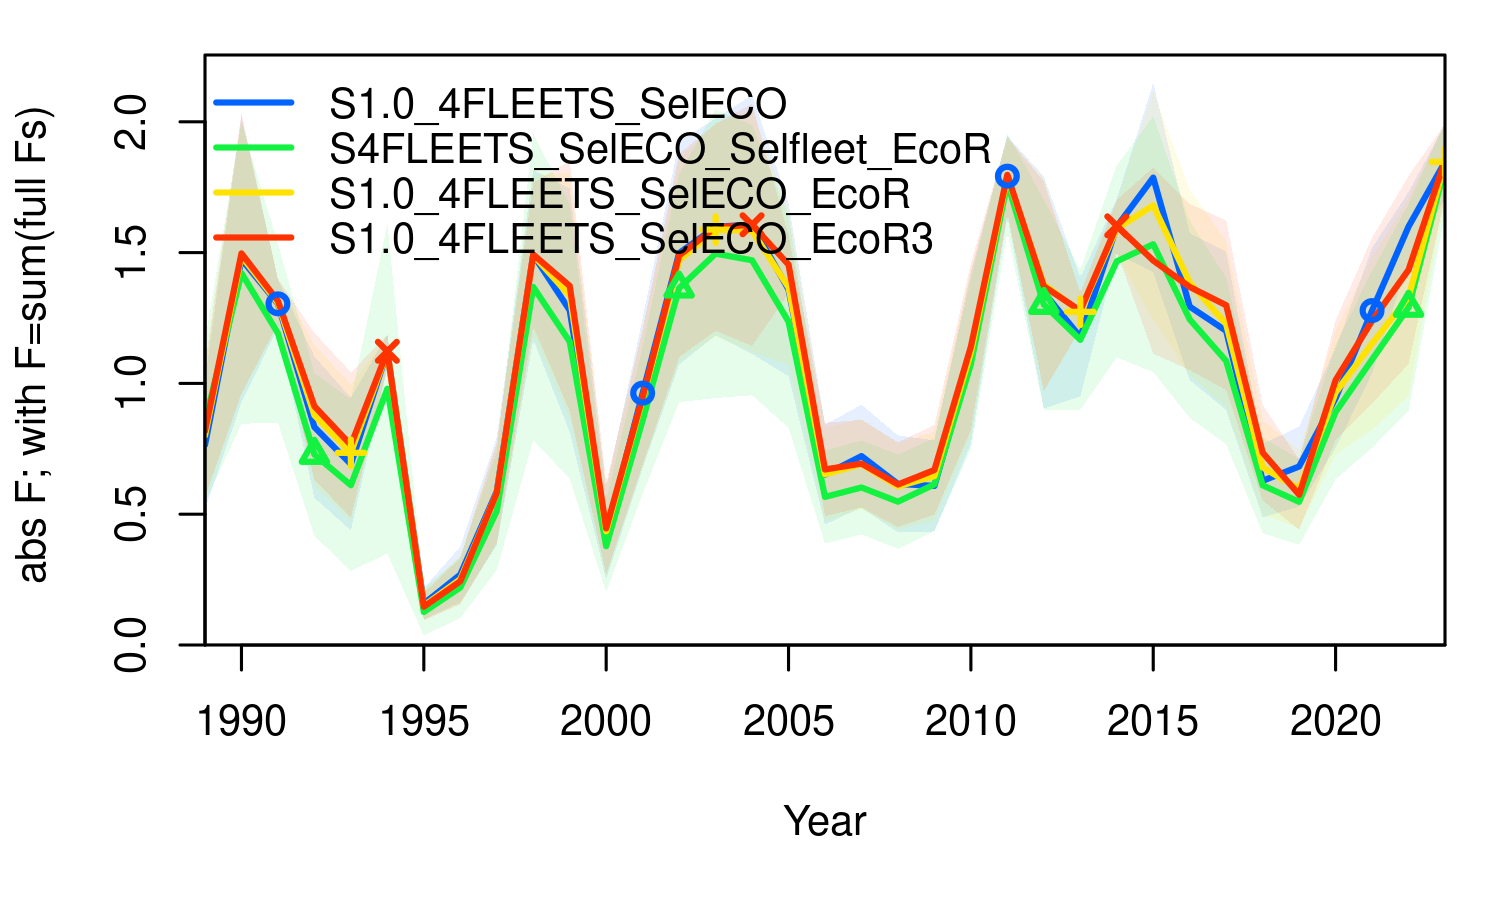 abs F; with F=sum(full Fs)
2.0
1.5
1.0
0.5
0.0
S1.0_4FLEETS_SelECO
S4FLEETS_SelECO_Selfleet_EcoR
S1.0_4FLEETS_SelECO_EcoR
S1.0_4FLEETS_SelECO_EcoR3
1990 1995 2000 2005 2010 2015 2020
Year